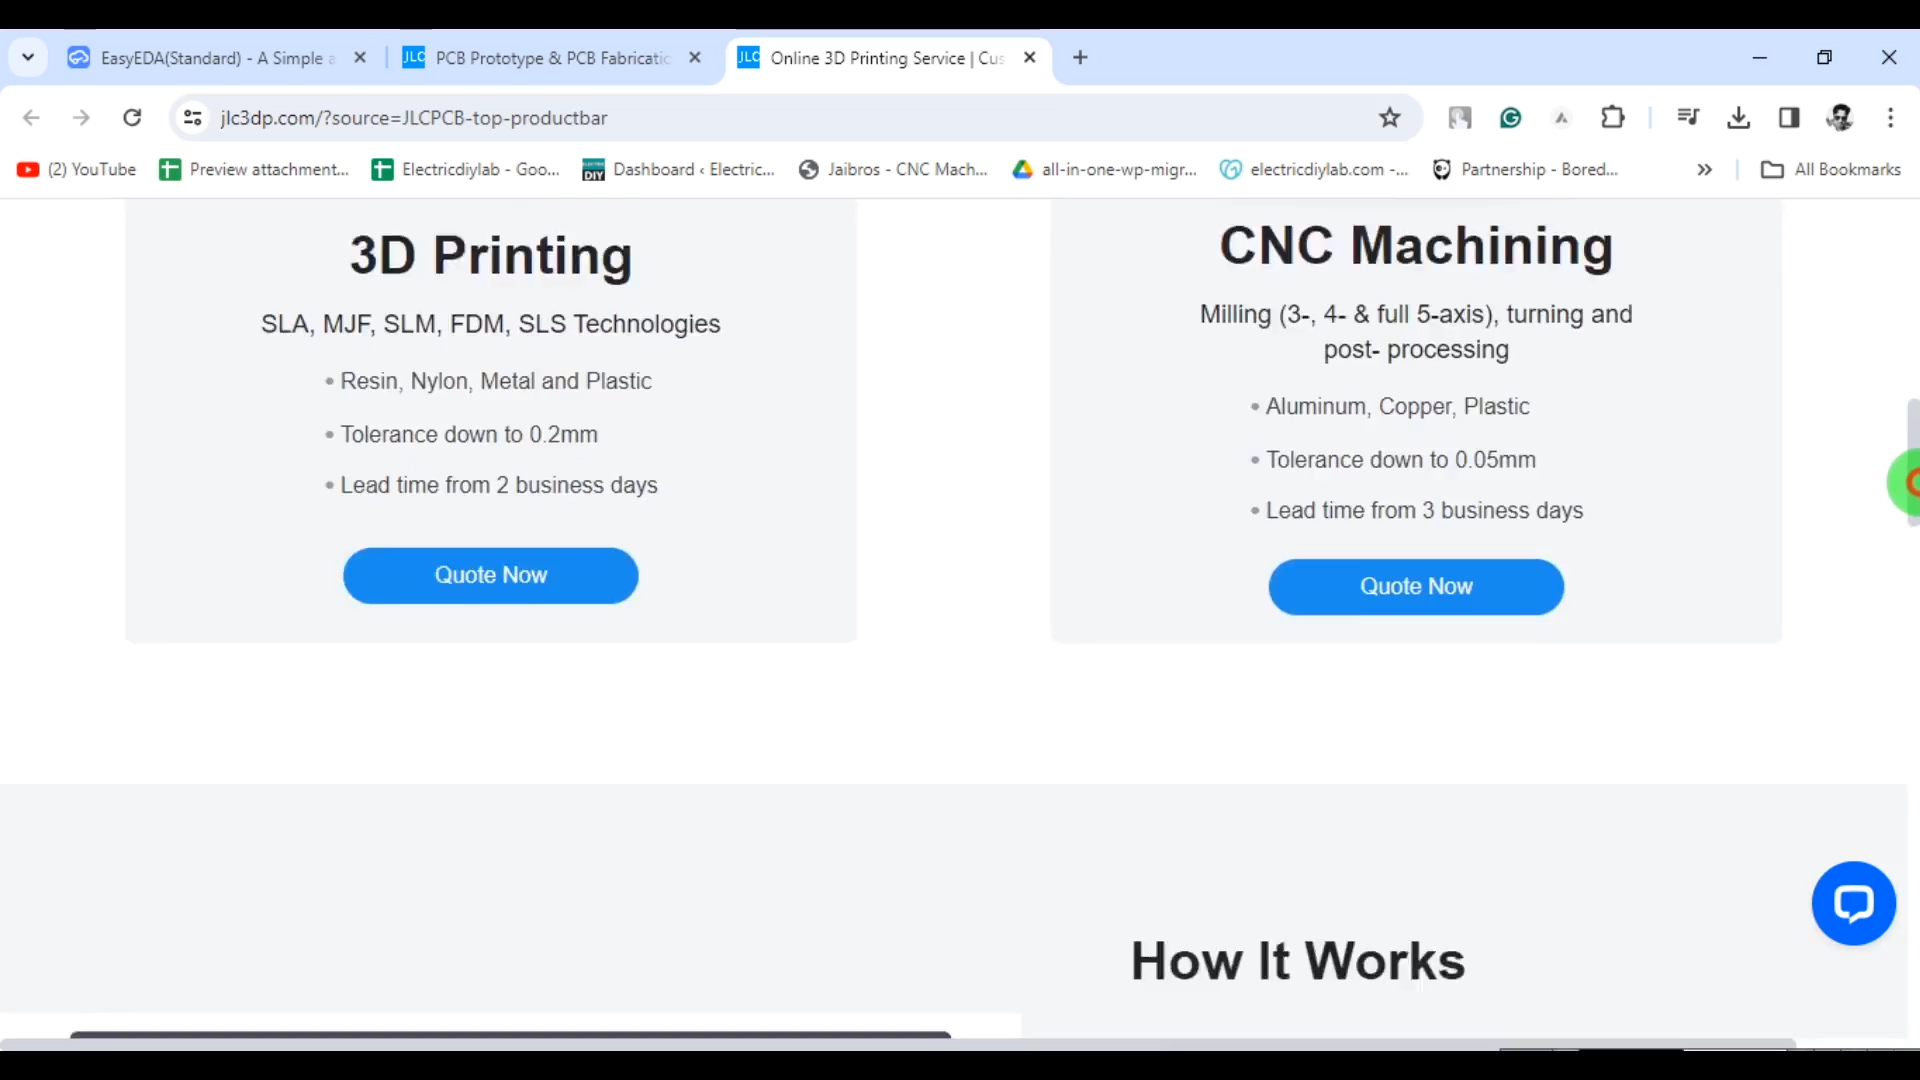 EasyEDA(Standard) - A Simple a
JLC PCB Prototype & PCB Fabricatic
JLC Online 3D Printing Service | Cus
jlc3dp.com/?source=JLCPCB-top-productbar
(2) YouTube
Preview attachment...
Electricdiylab - Goo...
DIY Dashboard ‹ Electric...
Jaibros - CNC Mach...
all-in-one-wp-migr...
electricdiylab.com -...
Partnership - Bored...
All Bookmarks
3D Printing
SLA, MJF, SLM, FDM, SLS Technologies
• Resin, Nylon, Metal and Plastic
• Tolerance down to 0.2mm
• Lead time from 2 business days
Quote Now
CNC Machining
Milling (3-, 4- & full 5-axis), turning and
post- processing
• Aluminum, Copper, Plastic
• Tolerance down to 0.05mm
• Lead time from 3 business days
Quote Now
How It Works